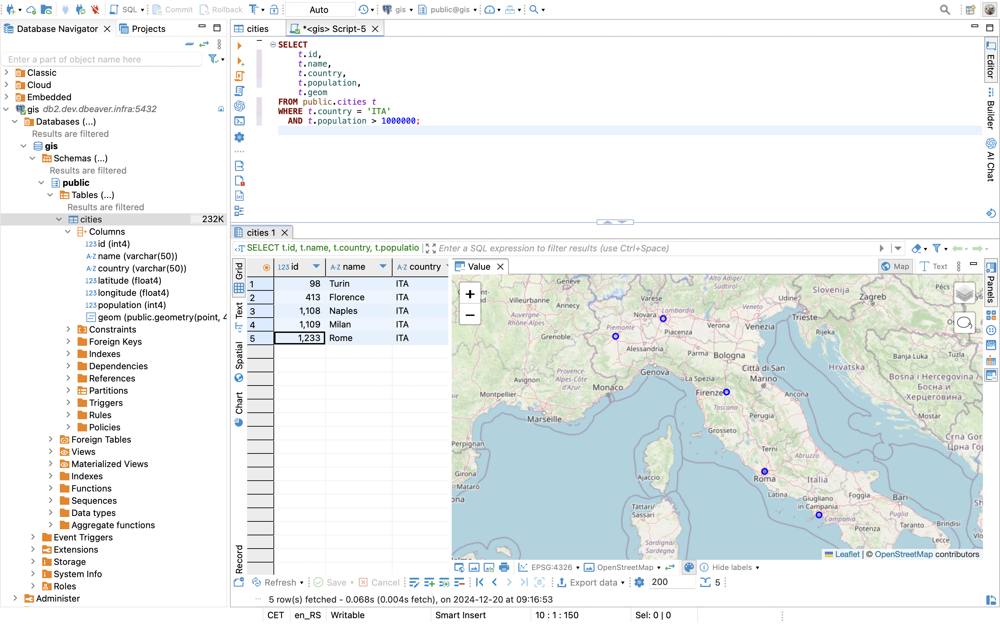 SQL
Commit
Rollback
Auto
gis
public@gis
Database Navigator
Projects
Enter a part of object name here
Classic
Cloud
Embedded
gis db2.dev.dbeaver.infra:5432
Databases (...)
Results are filtered
gis
Schemas (...)
Results are filtered
public
Tables (...)
Results are filtered
cities 232K
Columns
123 id (int4)
A-Z name (varchar(50))
A-Z country (varchar(50))
123 latitude (float4)
123 longitude (float4)
123 population (int4)
geom (public.geometry(point, 4
Constraints
Foreign Keys
Indexes
Dependencies
References
Partitions
Triggers
Rules
Policies
Foreign Tables
Views
Materialized Views
Indexes
Functions
Sequences
Data types
Aggregate functions
Event Triggers
Extensions
Storage
System Info
Roles
Administer
cities
*<gis> Script-5
SELECT
t.id,
t.name,
t.country,
t.population,
t.geom
FROM public.cities t
WHERE t.country = 'ITA'
AND t.population > 1000000;
Editor
Builder
AI Chat
cities 1
SELECT t.id, t.name, t.country, t.populatio
Enter a SQL expression to filter results (use Ctrl+Space)
Grid
Text
Spatial
Chart
Record
123 id A-Z name A-Z country
1 98 Turin ITA
2 413 Florence ITA
3 1,108 Naples ITA
4 1,109 Milan ITA
5 1,233 Rome ITA
Value
Map
Text
Panels
+
−
Genève
Alto Adige/
Südtirol
Slovenija
Pécs
Villeurbanne
Annecy
Varese
Udine
Zagreb
Lombardia
Veneto
Auvergne-
Rhône-Alpes
Novara
Trieste
Piemonte
Verona
Venezia
Grenoble
Piacenza
Rijeka
Alessandria
Parma
Bologna
Banja Luka
Tuzla
Provence-
Alpes-Côte
d'Azur
Genova
Città di San
Marino
Hrvatska
Avignon
La Spezia
Bosna i Hercegovina /
Босна и
Херцеговина
Montpellier
Monaco
Firenze
Ancona
Toscana
Marseille
Perugia
Mostar
Grosseto
Crna Gor
Црна Гор
Perpignan
Terni
Abruzzo
Girona
Ajaccio
Roma
Italia
Mataró
Latina
Foggia
Bari
Giugliano
in Campania
Tàttari/
Sassari
Campania
Puglia
Potenza
Taranto
Brindisi
Lecce
Sardigna/
Sardegna
Leaflet | © OpenStreetMap contributors
EPSG:4326
OpenStreetMap
Hide labels
Refresh
Save
Cancel
Export data
200
5
5 row(s) fetched - 0.068s (0.004s fetch), on 2024-12-20 at 09:16:53
CET
en_RS
Writable
Smart Insert
10 : 1 : 150
Sel: 0 | 0